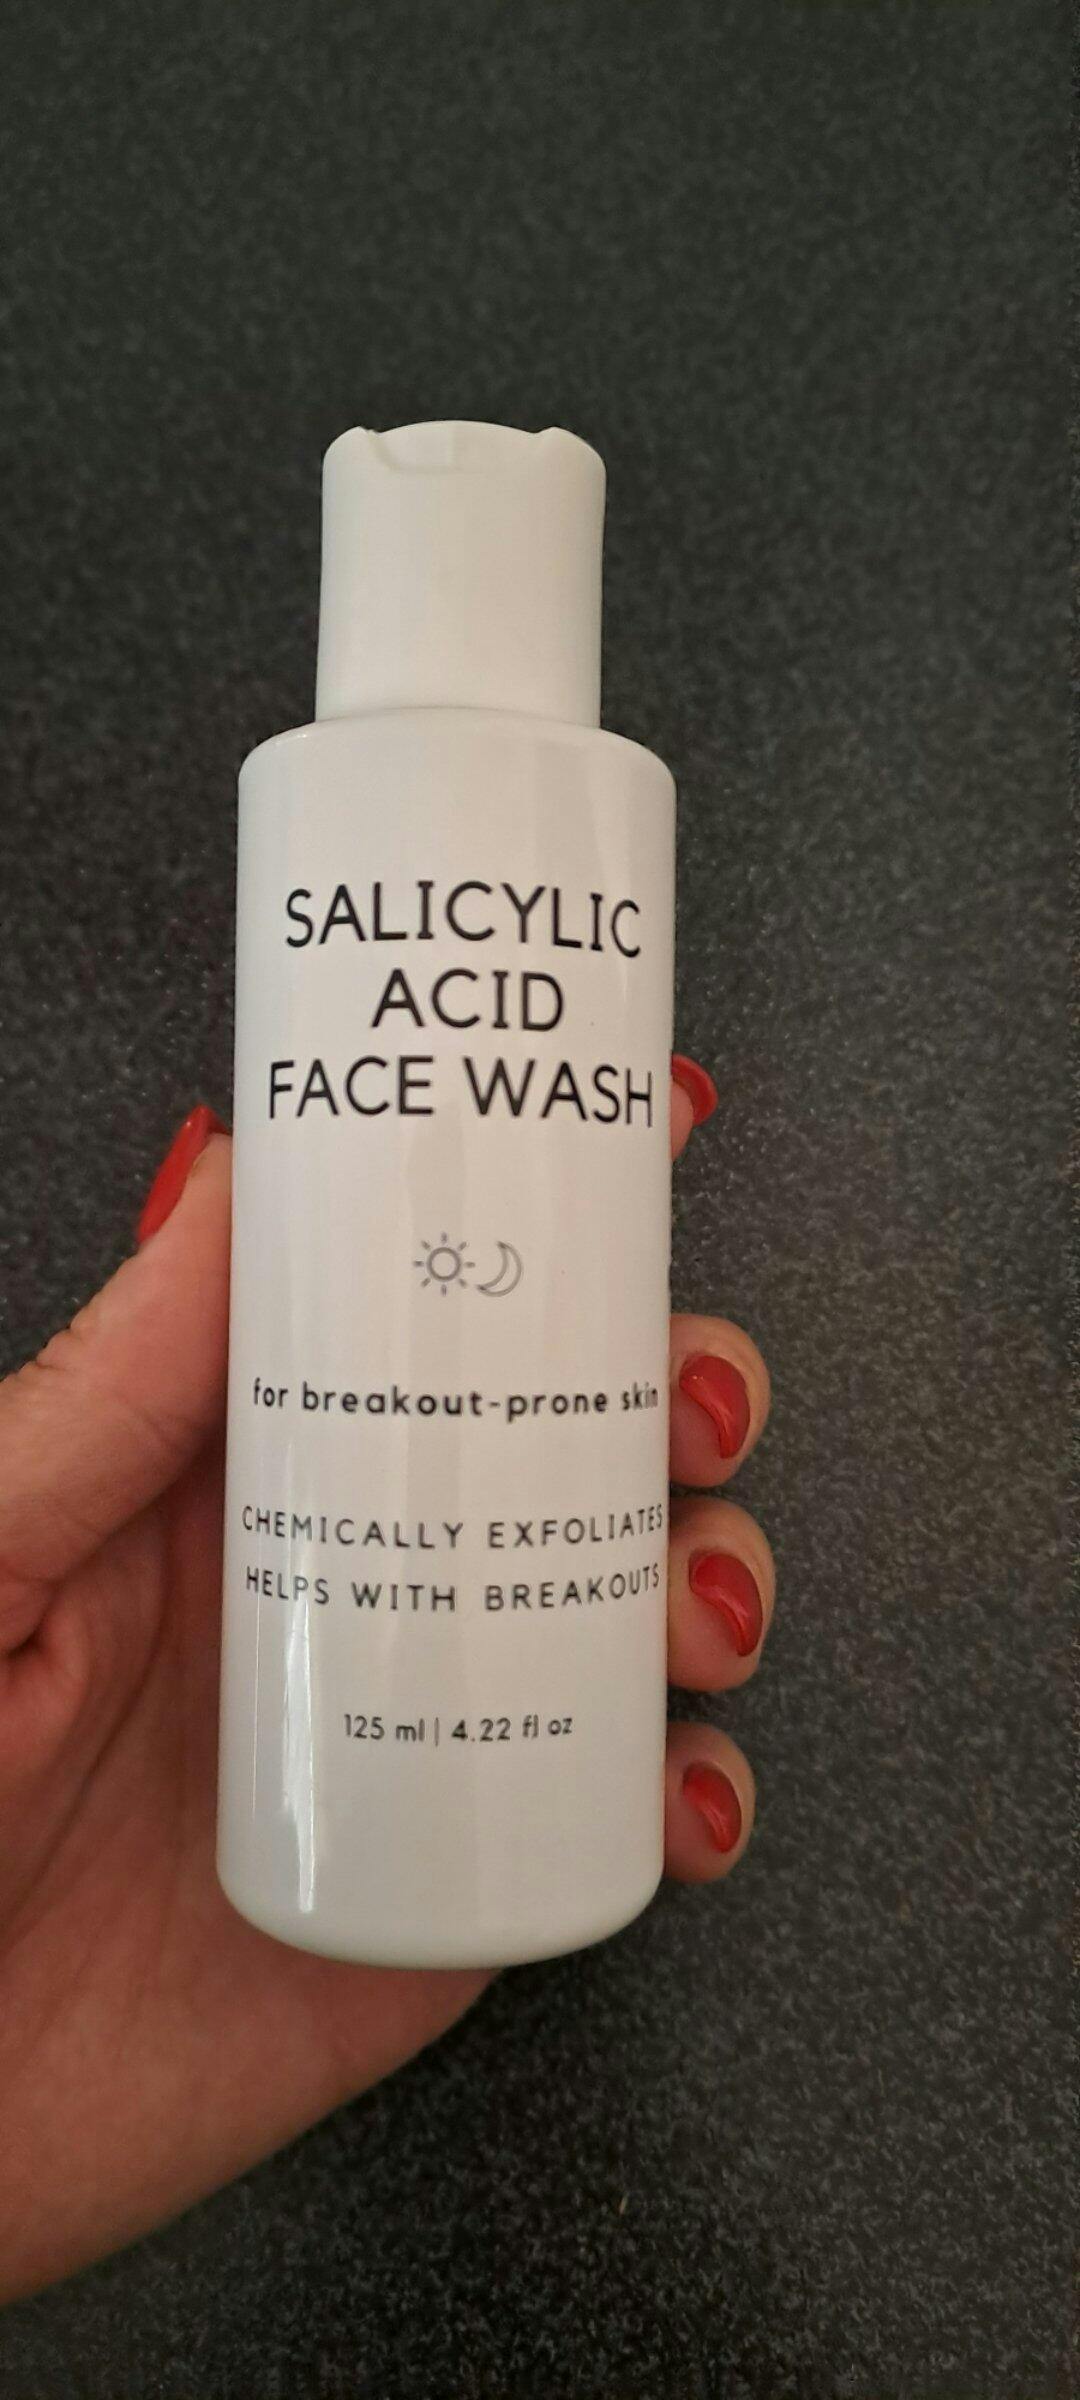 SALICYLIC
ACID
FACE WASH
for breakout-prone skin
CHEMICALLY EXFOLIATES
HELPS WITH BREAKOUTS
125 ml | 4.22 fl oz